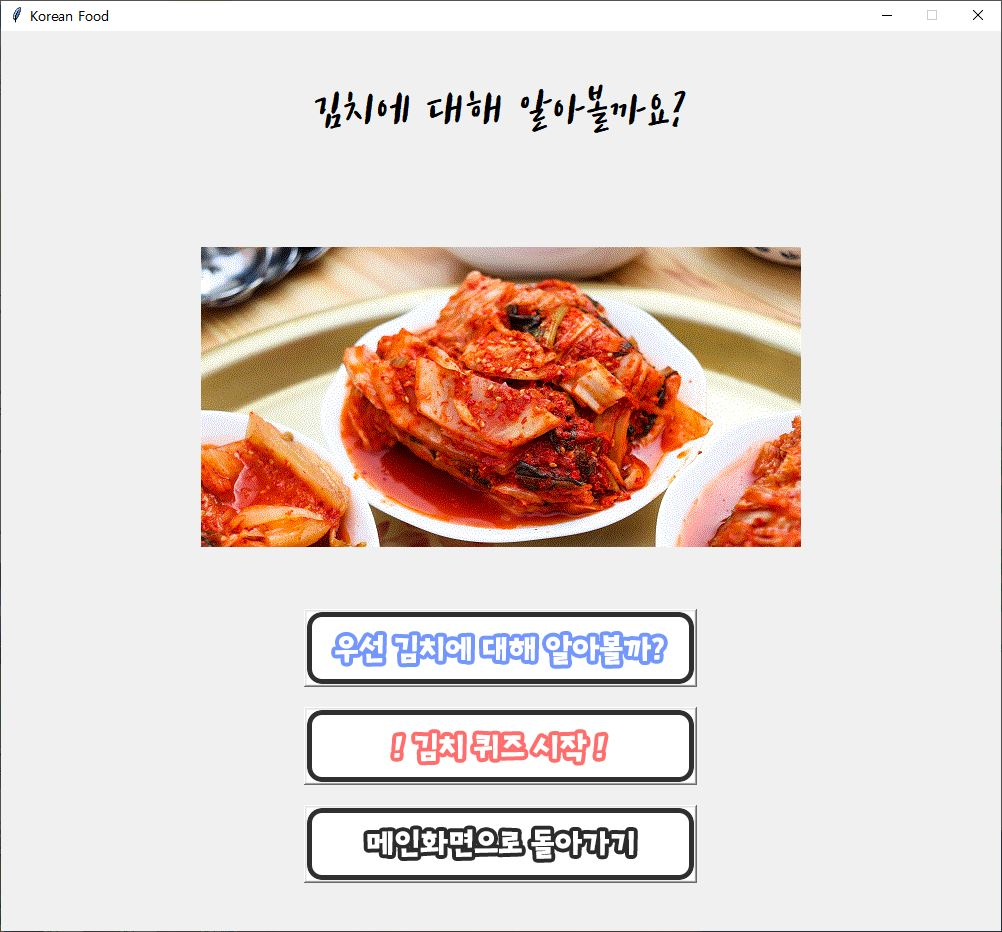 Korean Food
김치에 대해 알아볼까요?
우선 김치에 대해 알아볼까?
! 김치 퀴즈 시작 !
메인화면으로 돌아가기